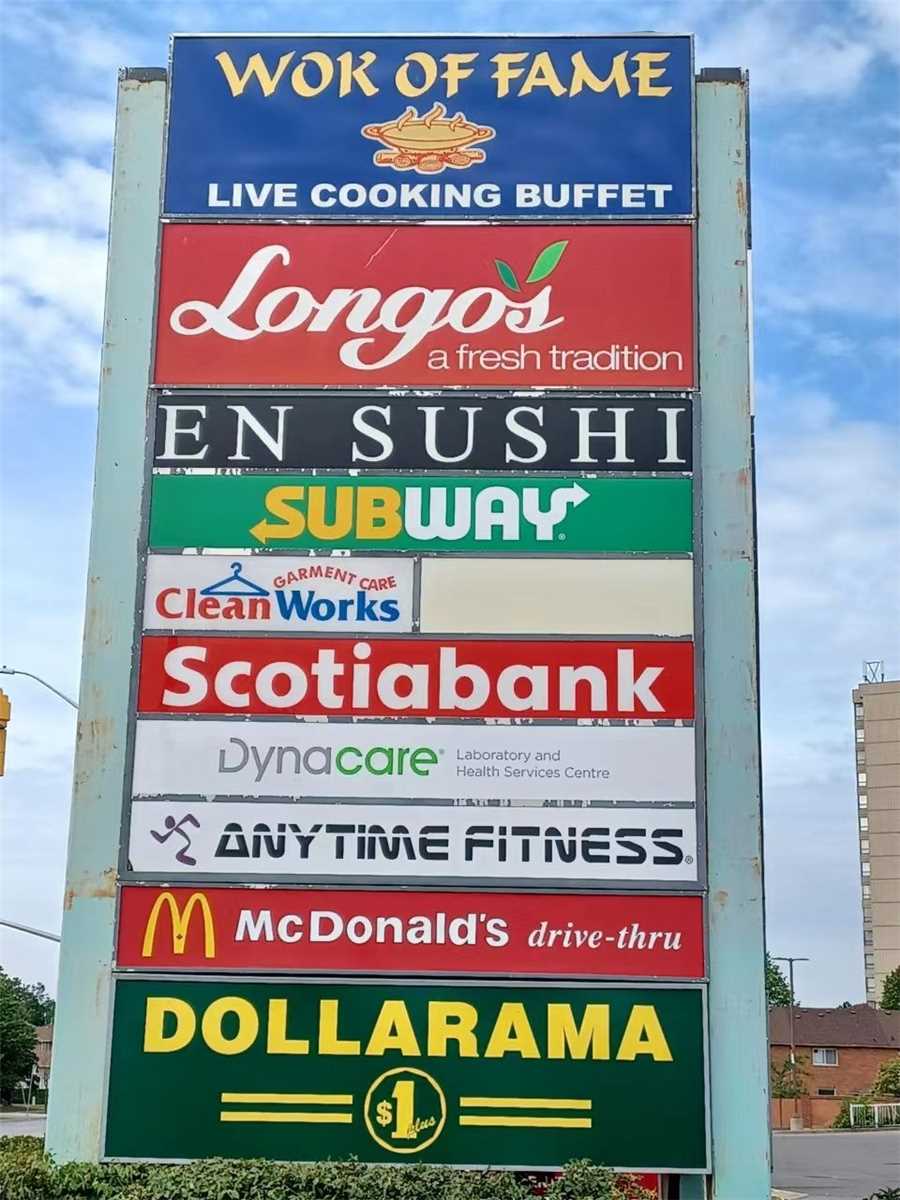 WOK OF FAME
LIVE COOKING BUFFET
Longo's
a fresh tradition
EN SUSHI
SUBWAY®
GARMENT CARE
Clean Works
Scotiabank
Dynacare® Laboratory and
Health Services Centre
ANYTIME FITNESS®
M McDonald's drive-thru
DOLLARAMA
$1 plus